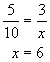 5/10 = 3/x
x = 6